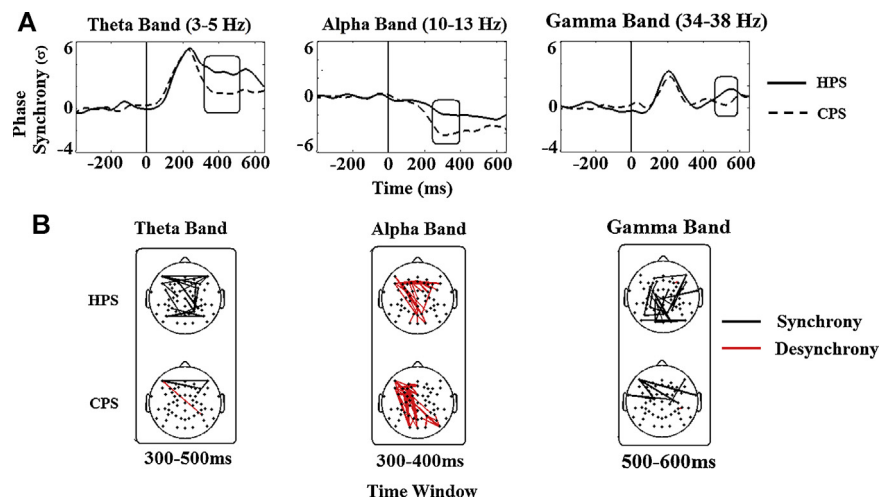 A
Theta Band (3-5 Hz)
Alpha Band (10-13 Hz)
Gamma Band (34-38 Hz)
Phase
Synchrony (σ)
6
0
-4
-200 0 200 400 600
6
0
-6
-200 0 200 400 600
6
0
-4
-200 0 200 400 600
Time (ms)
HPS
CPS
B
Theta Band
Alpha Band
Gamma Band
HPS
CPS
Synchrony
Desynchrony
300-500ms
300-400ms
500-600ms
Time Window